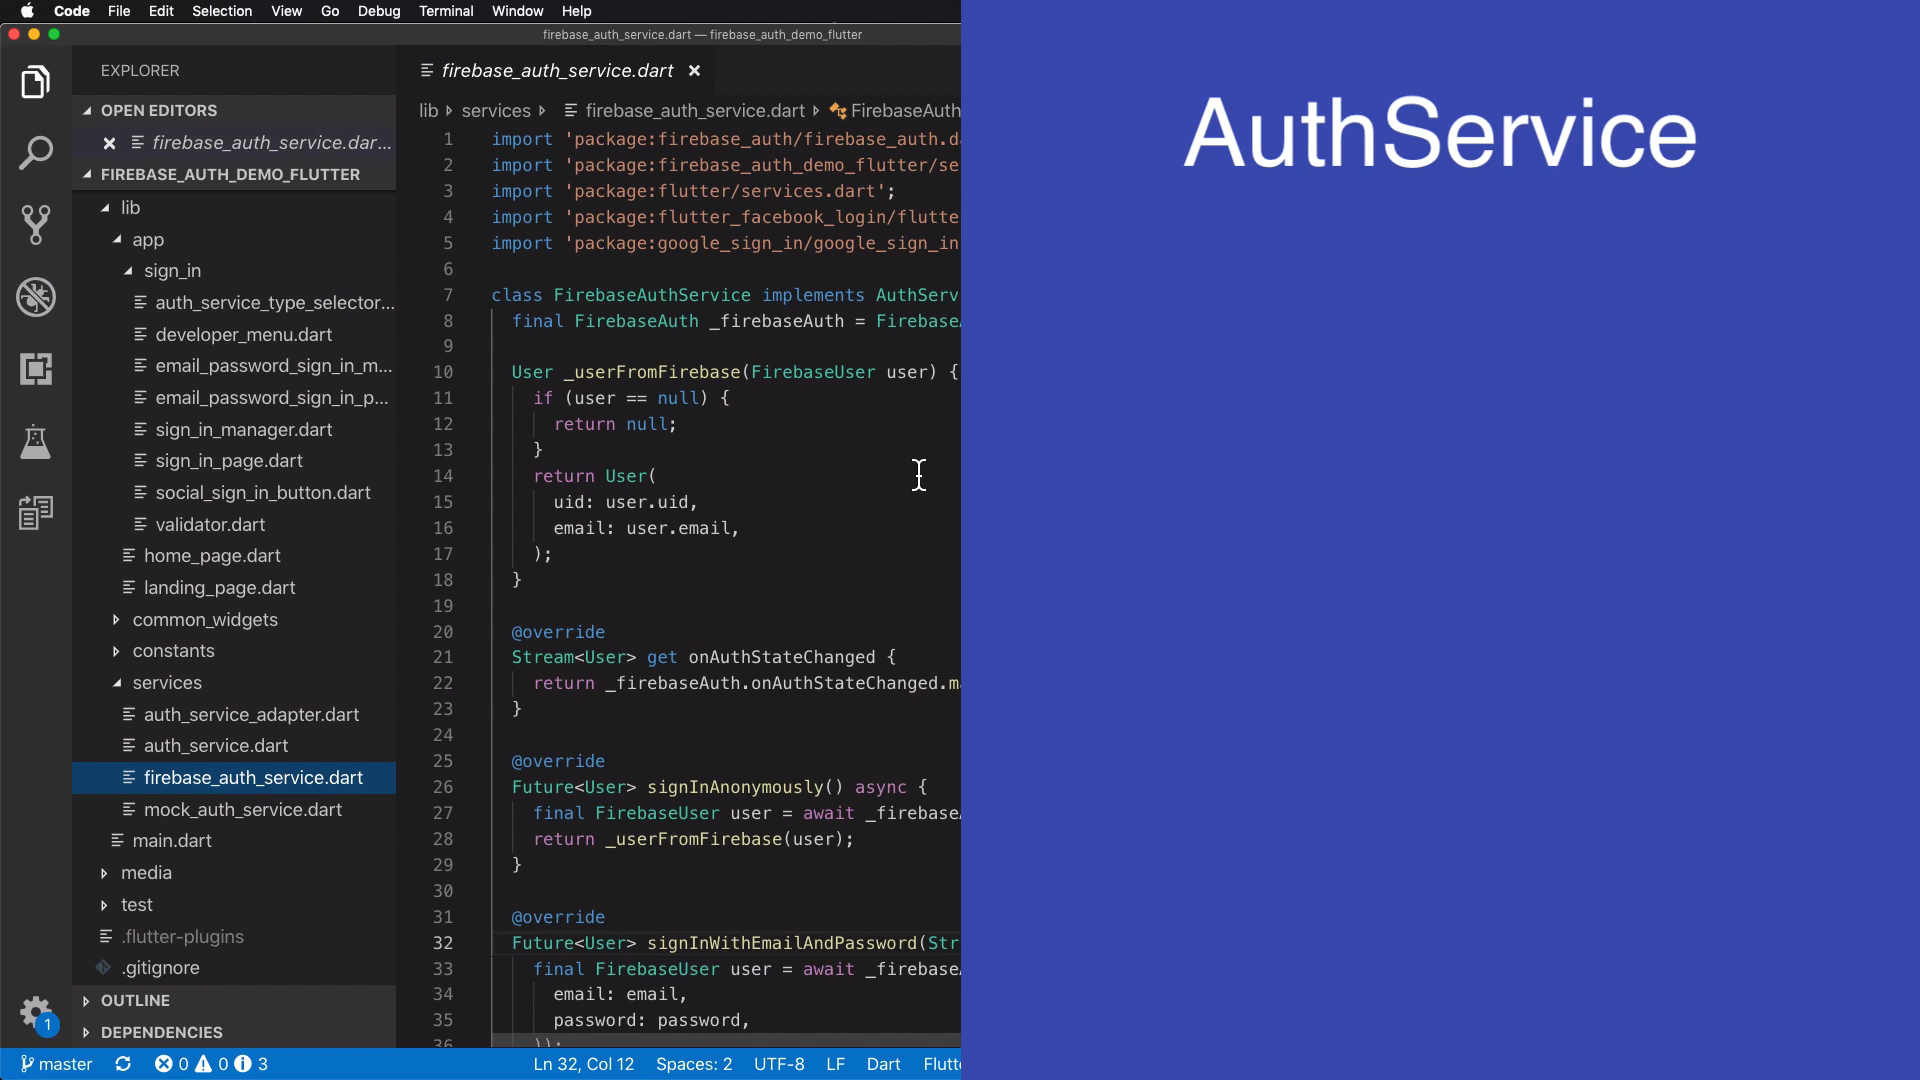 Code File Edit Selection View Go Debug Terminal Window Help
firebase_auth_service.dart — firebase_auth_demo_flutter
EXPLORER
OPEN EDITORS
firebase_auth_service.dar...
FIREBASE_AUTH_DEMO_FLUTTER
lib
app
sign_in
auth_service_type_selector...
developer_menu.dart
email_password_sign_in_m...
email_password_sign_in_p...
sign_in_manager.dart
sign_in_page.dart
social_sign_in_button.dart
validator.dart
home_page.dart
landing_page.dart
common_widgets
constants
services
auth_service_adapter.dart
auth_service.dart
firebase_auth_service.dart
mock_auth_service.dart
main.dart
media
test
.flutter-plugins
.gitignore
OUTLINE
DEPENDENCIES
1
firebase_auth_service.dart
lib services firebase_auth_service.dart FirebaseAuth
1 import 'package:firebase_auth/firebase_auth.d
2 import 'package:firebase_auth_demo_flutter/se
3 import 'package:flutter/services.dart';
4 import 'package:flutter_facebook_login/flutte
5 import 'package:google_sign_in/google_sign_in
6
7 class FirebaseAuthService implements AuthServ
8 final FirebaseAuth _firebaseAuth = Firebase
9
10 User _userFromFirebase(FirebaseUser user) {
11 if (user == null) {
12 return null;
13 }
14 return User(
15 uid: user.uid,
16 email: user.email,
17 );
18 }
19
20 @override
21 Stream<User> get onAuthStateChanged {
22 return _firebaseAuth.onAuthStateChanged.m
23 }
24
25 @override
26 Future<User> signInAnonymously() async {
27 final FirebaseUser user = await _firebase
28 return _userFromFirebase(user);
29 }
30
31 @override
32 Future<User> signInWithEmailAndPassword(Str
33 final FirebaseUser user = await _firebase
34 email: email,
35 password: password,
36 ));
master 0 0 3 Ln 32, Col 12 Spaces: 2 UTF-8 LF Dart Flutt
AuthService